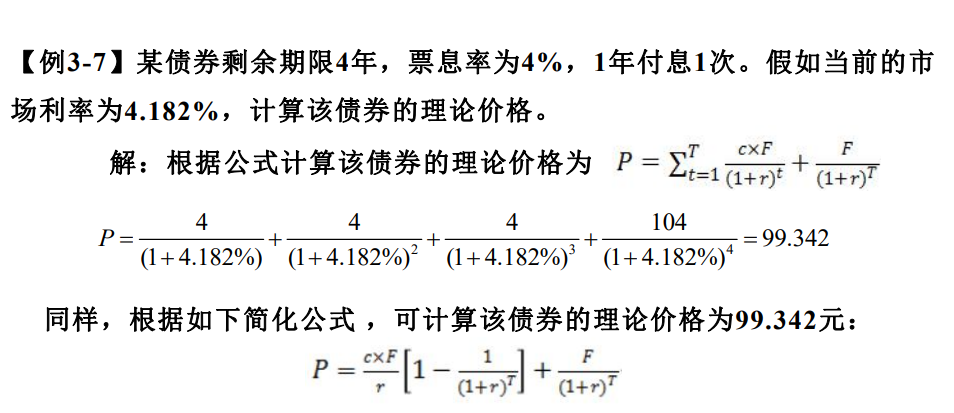 【例3-7】某债券剩余期限4年，票息率为4%，1年付息1次。假如当前的市
场利率为4.182%，计算该债券的理论价格。
解：根据公式计算该债券的理论价格为 P = ∑_{t=1}^{T} \frac{c×F}{(1+r)^t} + \frac{F}{(1+r)^T}
P = \frac{4}{(1+4.182%)} + \frac{4}{(1+4.182%)^2} + \frac{4}{(1+4.182%)^3} + \frac{104}{(1+4.182%)^4} = 99.342
同样，根据如下简化公式 ，可计算该债券的理论价格为99.342元：
P = \frac{c×F}{r} [1 − \frac{1}{(1+r)^T}] + \frac{F}{(1+r)^T}